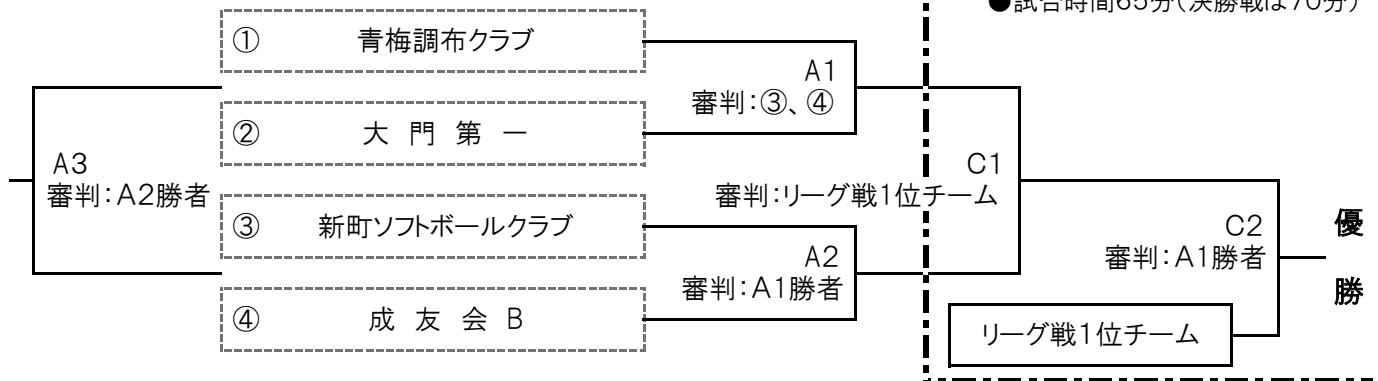 ●試合時間65分(決勝戦は70分)
① 青梅調布クラブ
A1
審判:③、④
② 大 門 第 一
A3
審判:A2勝者
C1
審判:リーグ戦1位チーム
③ 新町ソフトボールクラブ
A2
審判:A1勝者
C2
審判:A1勝者
優
勝
④ 成 友 会 B
リーグ戦1位チーム